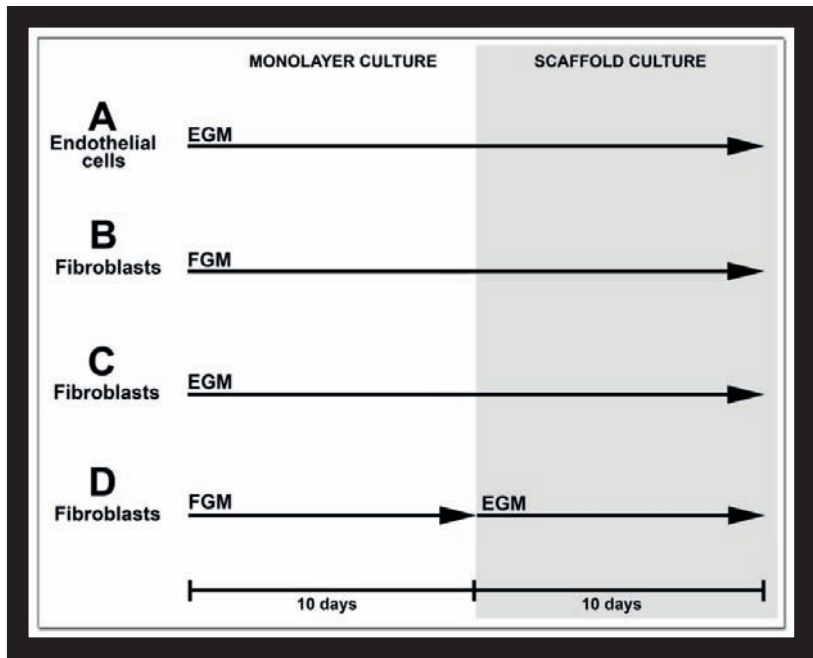 MONOLAYER CULTURE
SCAFFOLD CULTURE
A
Endothelial
cells
EGM
B
Fibroblasts
FGM
C
Fibroblasts
EGM
D
Fibroblasts
FGM
EGM
10 days
10 days